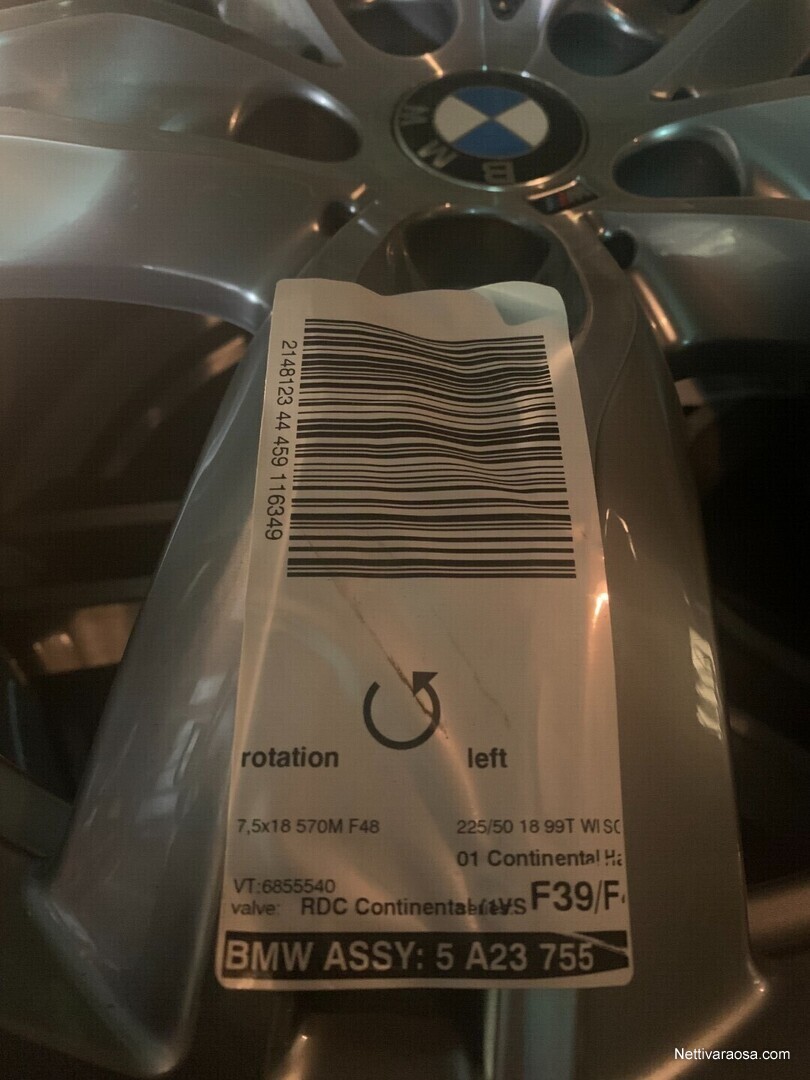 BMW
M
2148123 44 459 116349
rotation left
7,5x18 570M F48 225/50 18 99T WI
01 Continental
VT:6855540
valve: RDC Continental F39/F
BMW ASSY: 5 A23 755
Nettivaraosa.com